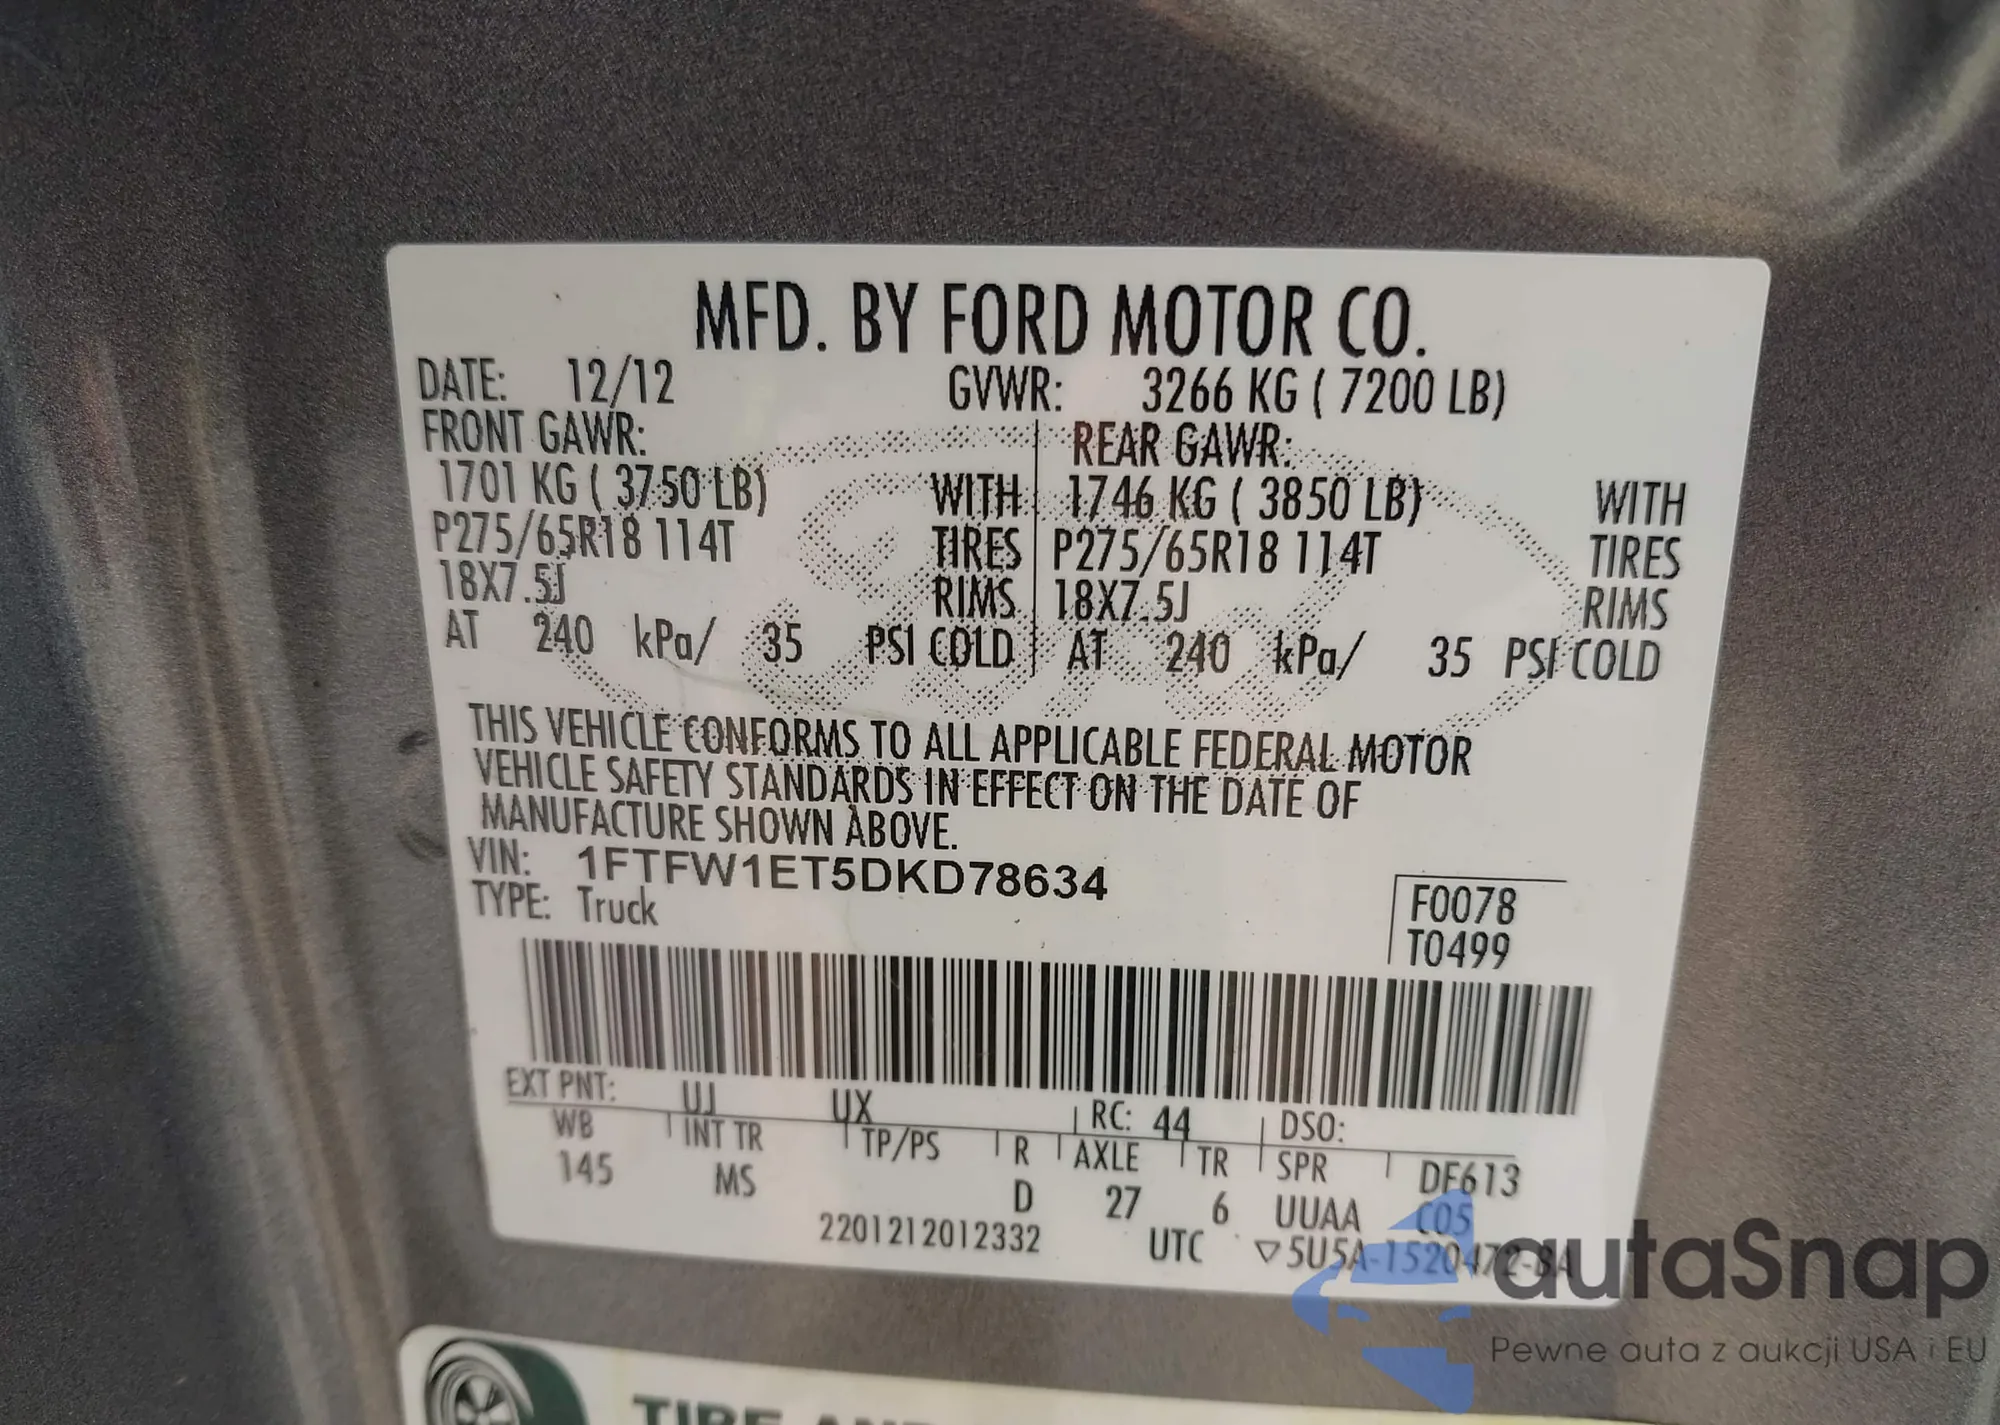 MFD. BY FORD MOTOR CO.
DATE: 12/12 GVWR: 3266 KG ( 7200 LB)
FRONT GAWR: REAR GAWR:
1701 KG ( 3750 LB) WITH 1746 KG ( 3850 LB) WITH
P275/65R18 114T TIRES P275/65R18 114T TIRES
18X7.5J RIMS 18X7.5J RIMS
AT 240 kPa/ 35 PSI COLD AT 240 kPa/ 35 PSI COLD
THIS VEHICLE CONFORMS TO ALL APPLICABLE FEDERAL MOTOR
VEHICLE SAFETY STANDARDS IN EFFECT ON THE DATE OF
MANUFACTURE SHOWN ABOVE.
VIN: 1FTFW1ET5DKD78634
TYPE: Truck
F0078
T0499
EXT PNT: UJ UX RC: 44 DSO:
WB INT TR TP/PS R AXLE TR SPR DF613
145 MS D 27 6 UUAA C05
2201212012332 UTC ▽5U5A-1520472-BA
autaSnap
Pewne auta z aukcji USA i EU
TIRE AND